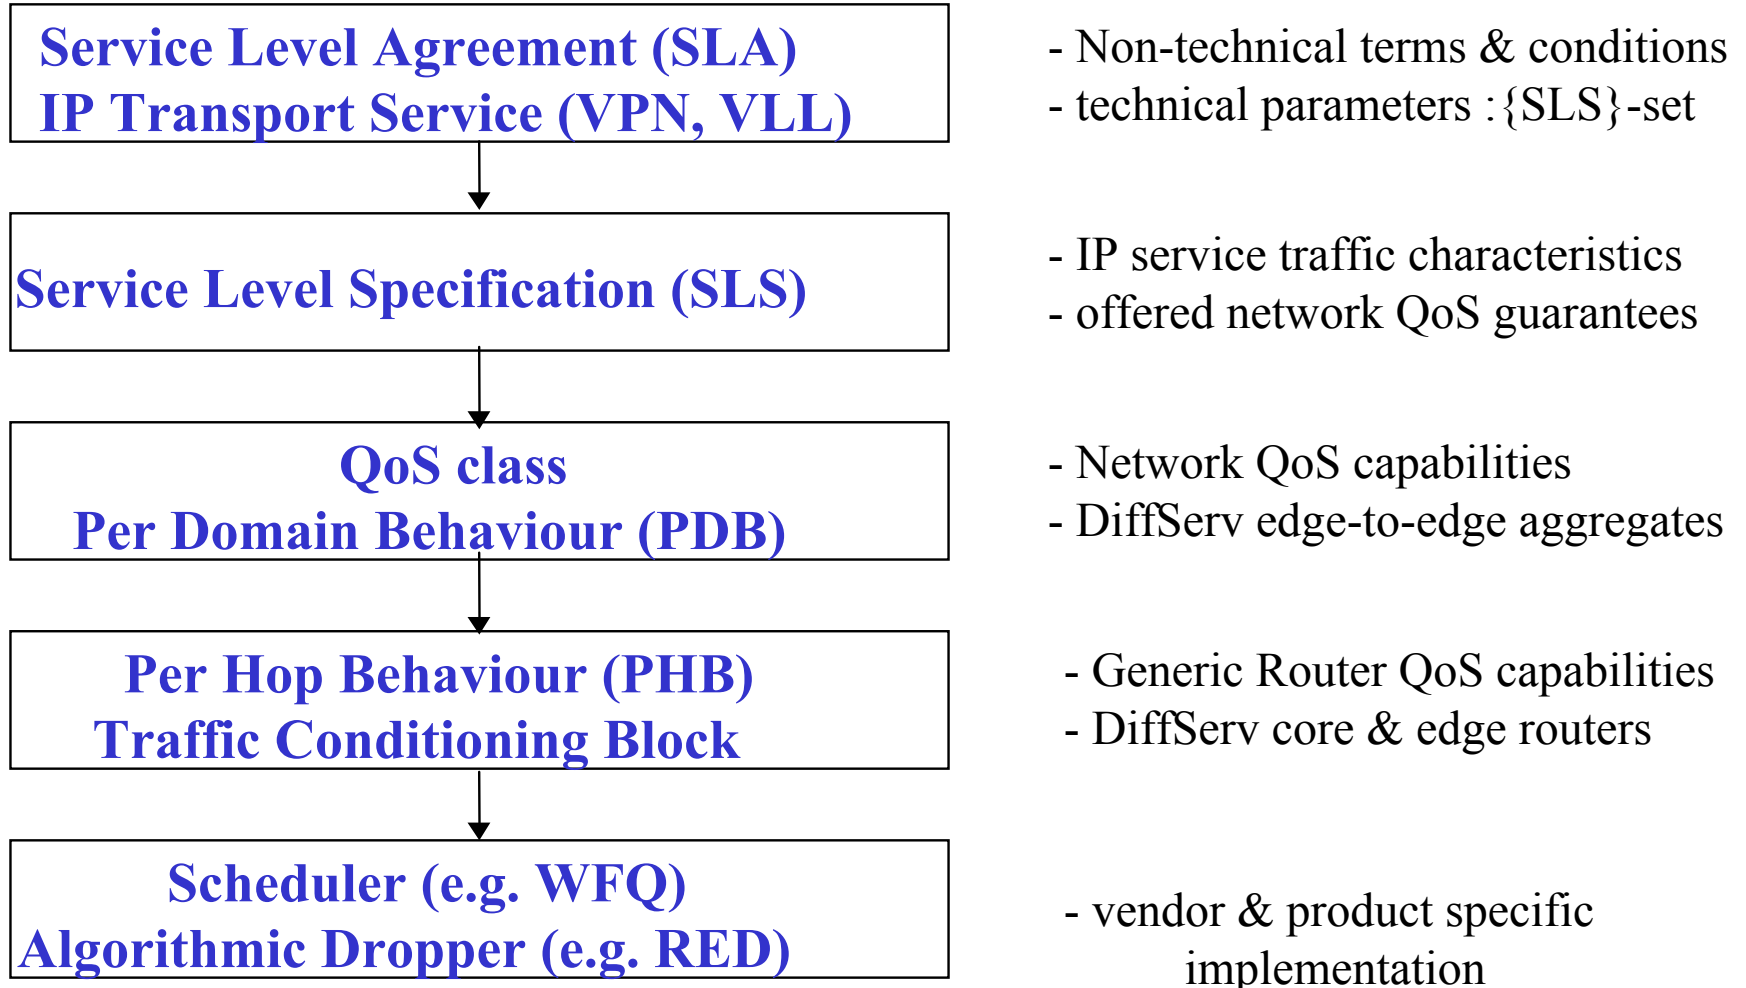 Service Level Agreement (SLA)
IP Transport Service (VPN, VLL)
- Non-technical terms & conditions
- technical parameters :{SLS}-set
Service Level Specification (SLS)
- IP service traffic characteristics
- offered network QoS guarantees
QoS class
Per Domain Behaviour (PDB)
- Network QoS capabilities
- DiffServ edge-to-edge aggregates
Per Hop Behaviour (PHB)
Traffic Conditioning Block
- Generic Router QoS capabilities
- DiffServ core & edge routers
Scheduler (e.g. WFQ)
Algorithmic Dropper (e.g. RED)
- vendor & product specific
implementation